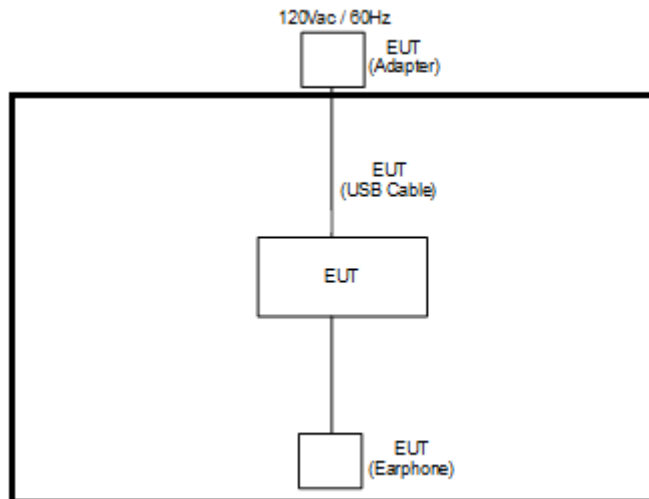 120Vac / 60Hz
EUT
(Adapter)
EUT
(USB Cable)
EUT
EUT
(Earphone)